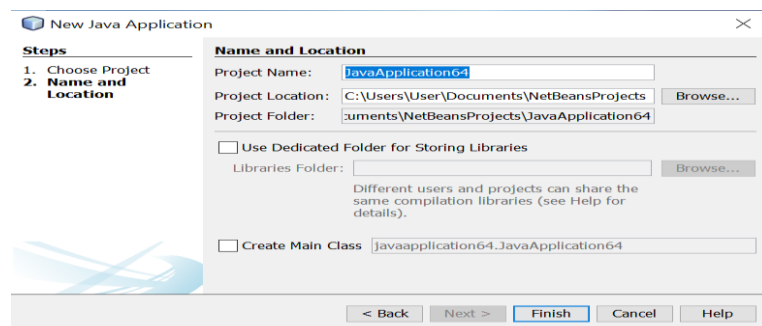 New Java Application
Steps
1. Choose Project
2. Name and
Location
Name and Location
Project Name: JavaApplication64
Project Location: C:\Users\User\Documents\NetBeansProjects Browse...
Project Folder: :uments\NetBeansProjects\JavaApplication64
Use Dedicated Folder for Storing Libraries
Libraries Folder: Browse...
Different users and projects can share the
same compilation libraries (see Help for
details).
Create Main Class javaapplication64.JavaApplication64
< Back Next > Finish Cancel Help